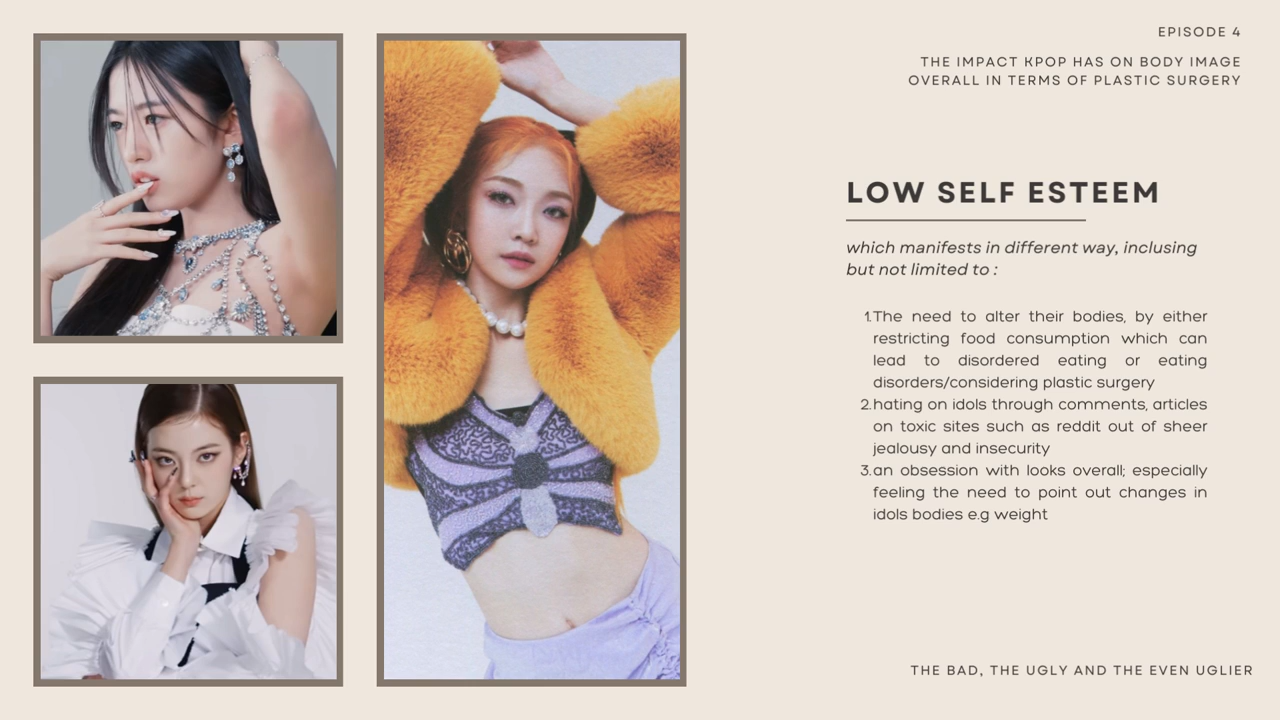 EPISODE 4
THE IMPACT KPOP HAS ON BODY IMAGE
OVERALL IN TERMS OF PLASTIC SURGERY
LOW SELF ESTEEM
which manifests in different way, inclusing
but not limited to :
1.The need to alter their bodies, by either
restricting food consumption which can
lead to disordered eating or eating
disorders/considering plastic surgery
2.hating on idols through comments, articles
on toxic sites such as reddit out of sheer
jealousy and insecurity
3.an obsession with looks overall; especially
feeling the need to point out changes in
idols bodies e.g weight
THE BAD, THE UGLY AND THE EVEN UGLIER